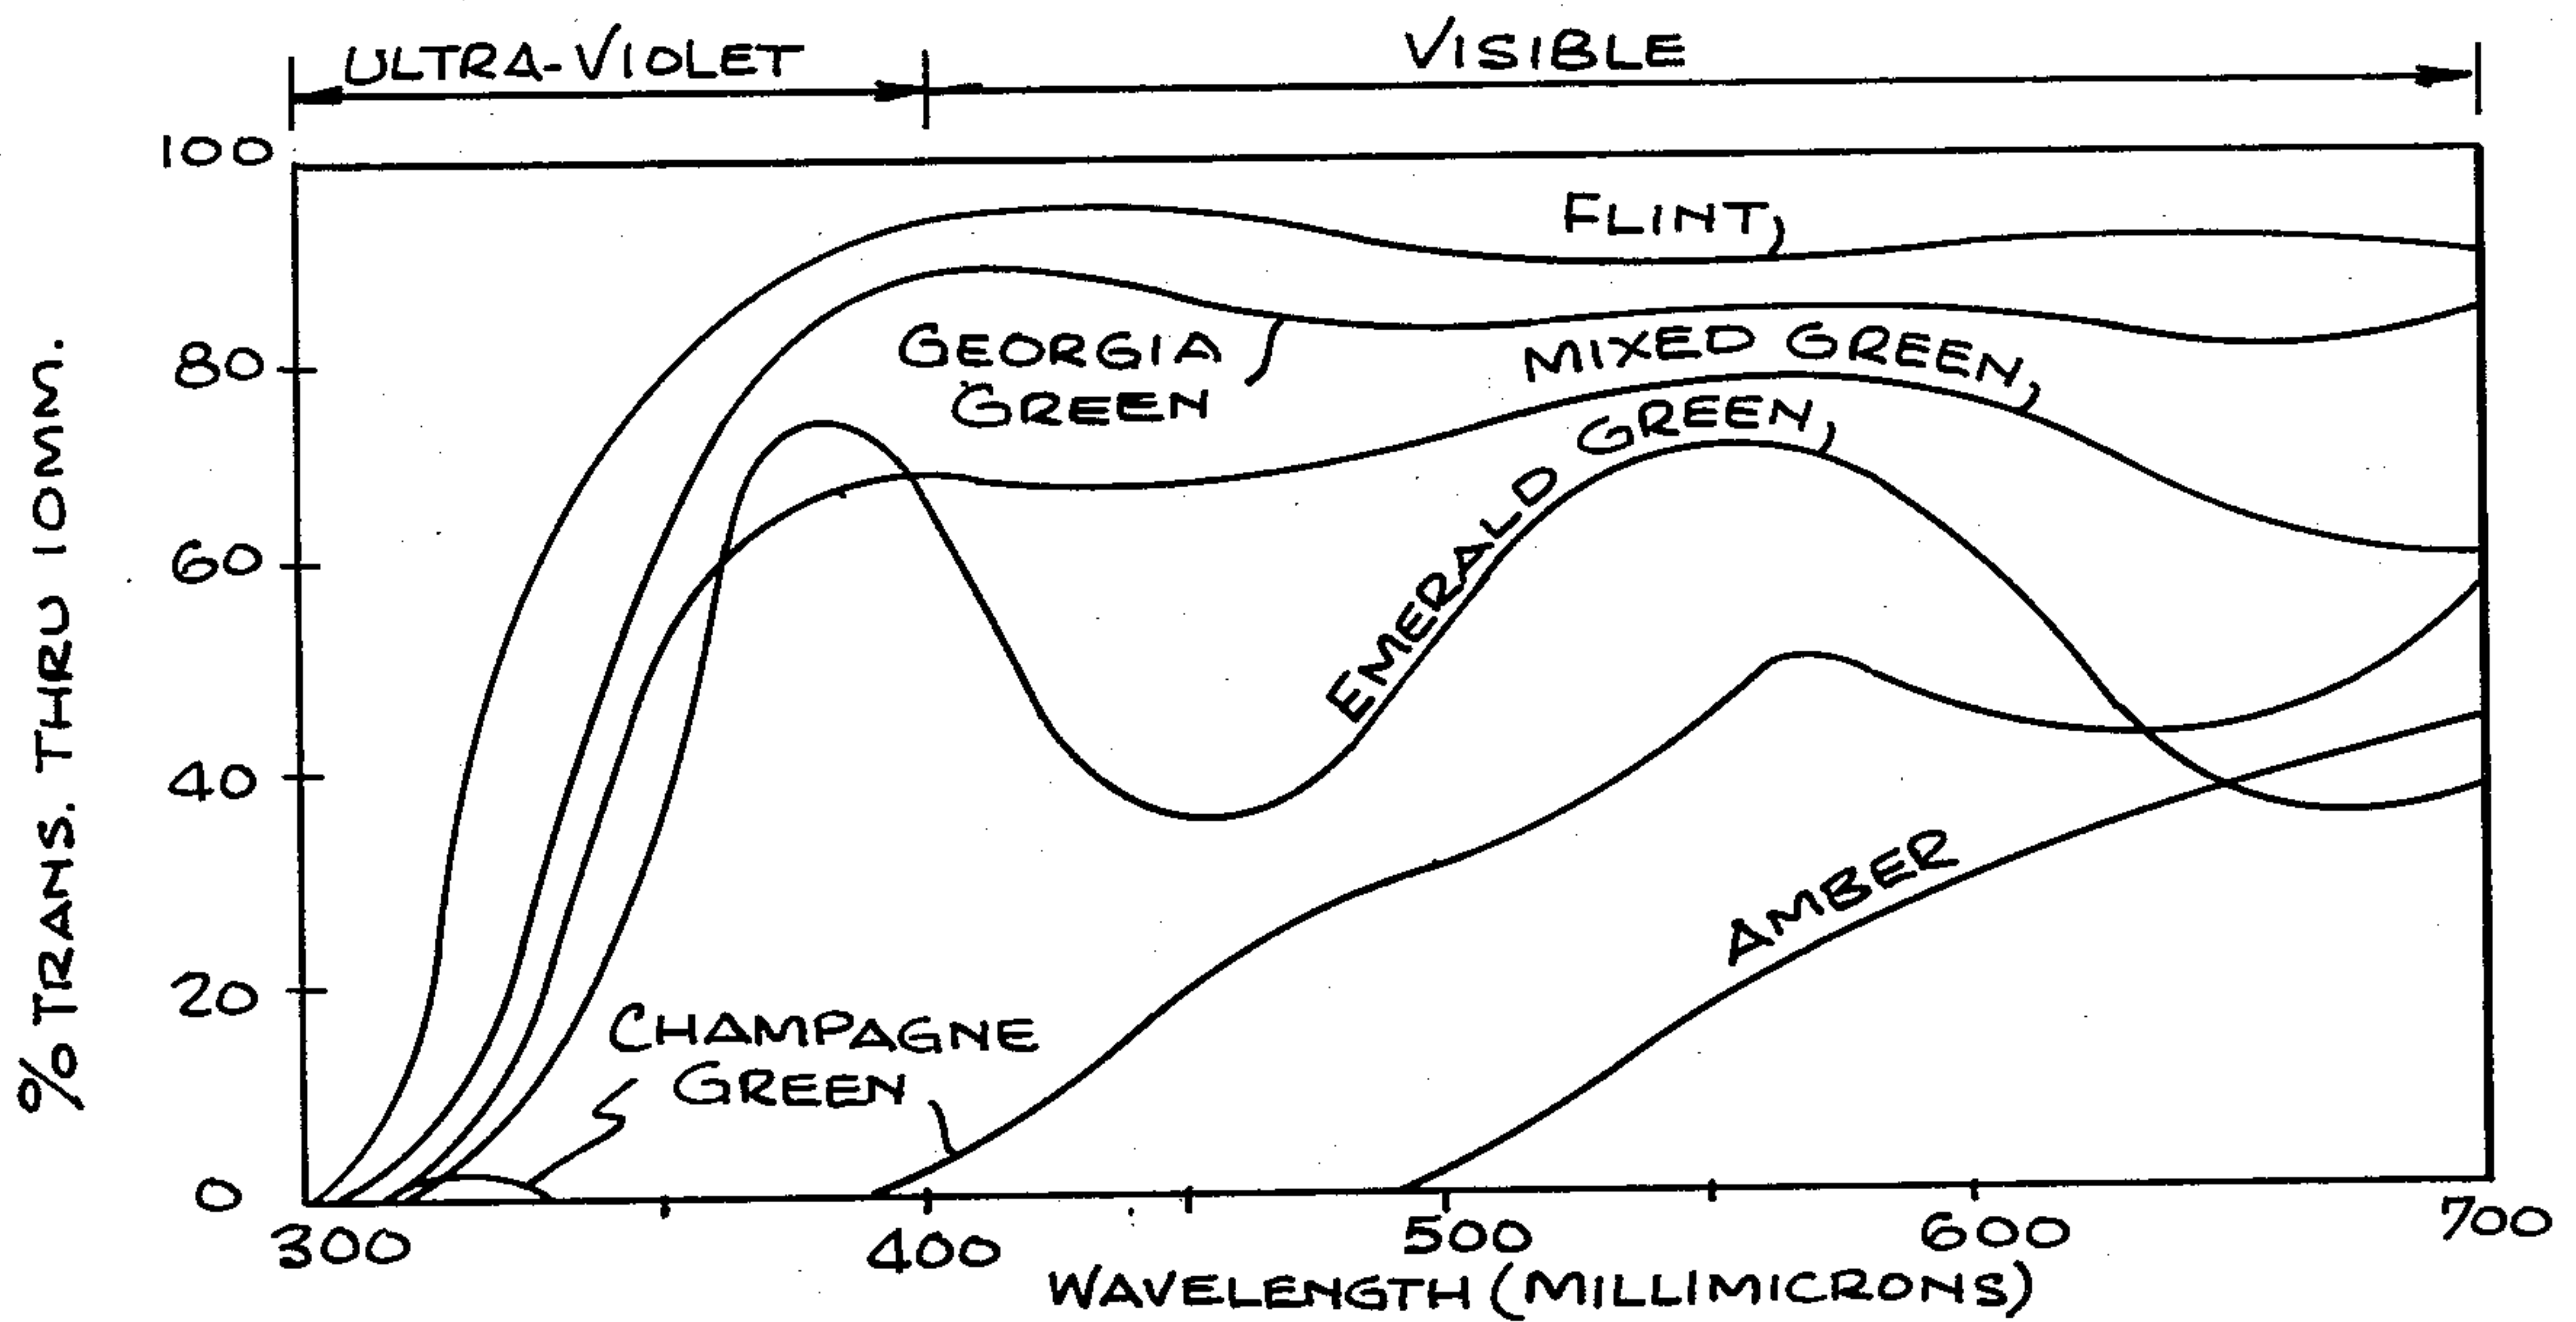 ULTRA-VIOLET
VISIBLE
100
80
60
40
20
0
% TRANS. THRU 10MM.
FLINT
GEORGIA
GREEN
MIXED GREEN
EMERALD GREEN
AMBER
CHAMPAGNE
GREEN
300
400
500
600
700
WAVELENGTH (MILLIMICRONS)